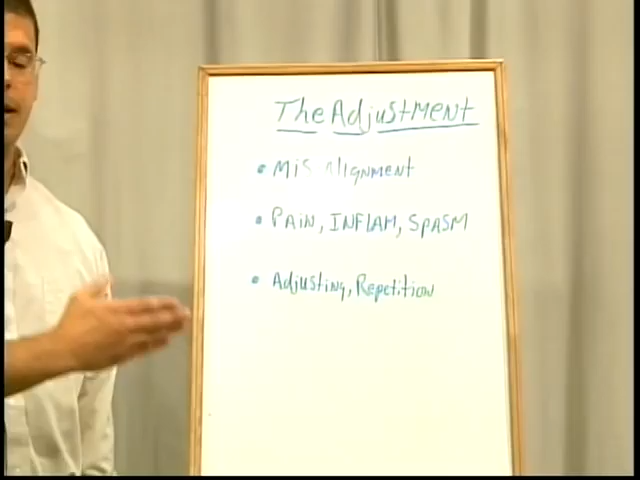 The AdjustMENT
• MiS AlIGNMENT
• PAiN, INFLAM, SpASM
• Adjusting, Repetition